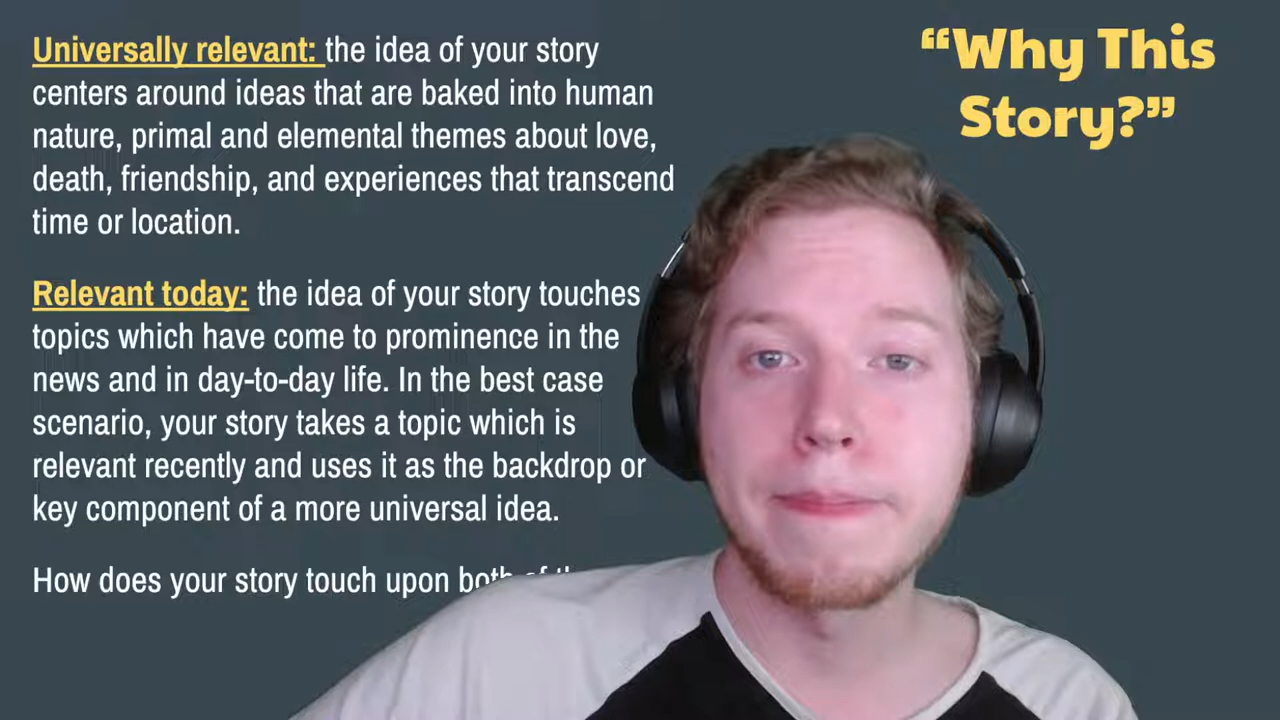 Universally relevant: the idea of your story
centers around ideas that are baked into human
nature, primal and elemental themes about love,
death, friendship, and experiences that transcend
time or location.
Relevant today: the idea of your story touches
topics which have come to prominence in the
news and in day-to-day life. In the best case
scenario, your story takes a topic which is
relevant recently and uses it as the backdrop or
key component of a more universal idea.
How does your story touch upon both of
“Why This
Story?”